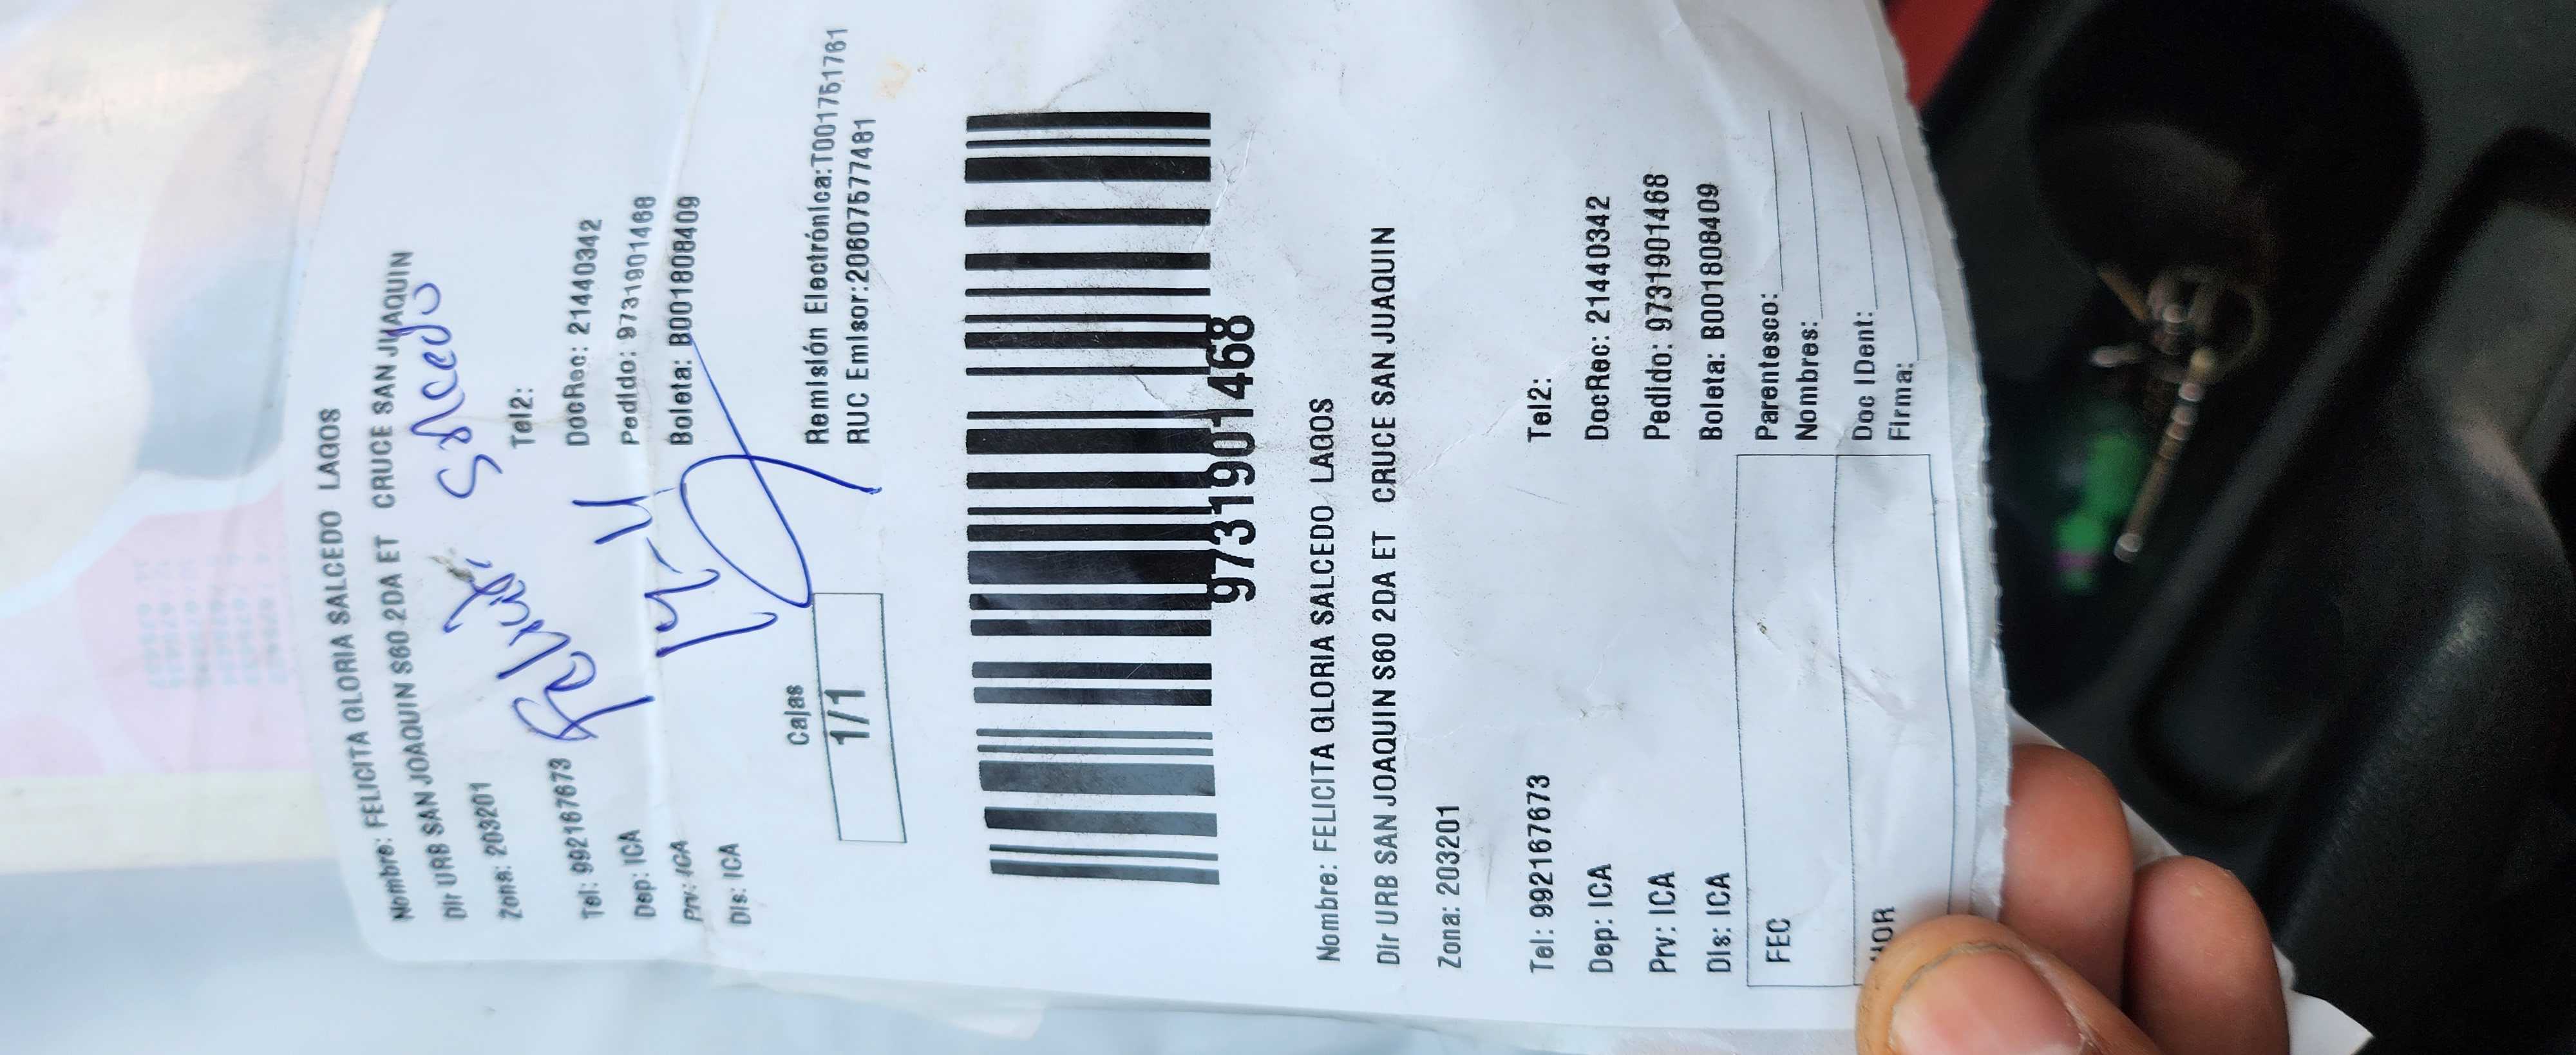 Nombre: FELICITA GLORIA SALCEDO LAGOS
Dir URB SAN JOAQUIN S60 2DA ET CRUCE SAN JUAQUIN
Salcedo
Zona: 203201
Tel: 992167673 Tel2:
Dep: ICA DocRec: 21440342
Prv: ICA Pedido: 9731901468
Dis: ICA Boleta: B001808409
Cajas
1/1
Remisión Electrónica:T001751761
RUC Emisor:20607577481
9731901468
Nombre: FELICITA GLORIA SALCEDO LAGOS
Dir URB SAN JOAQUIN S60 2DA ET CRUCE SAN JUAQUIN
Zona: 203201
Tel: 992167673 Tel2:
Dep: ICA DocRec: 21440342
Prv: ICA Pedido: 9731901468
Dis: ICA Boleta: B001808409
FEC Parentesco:
Nombres:
HOR Doc IDent:
Firma: